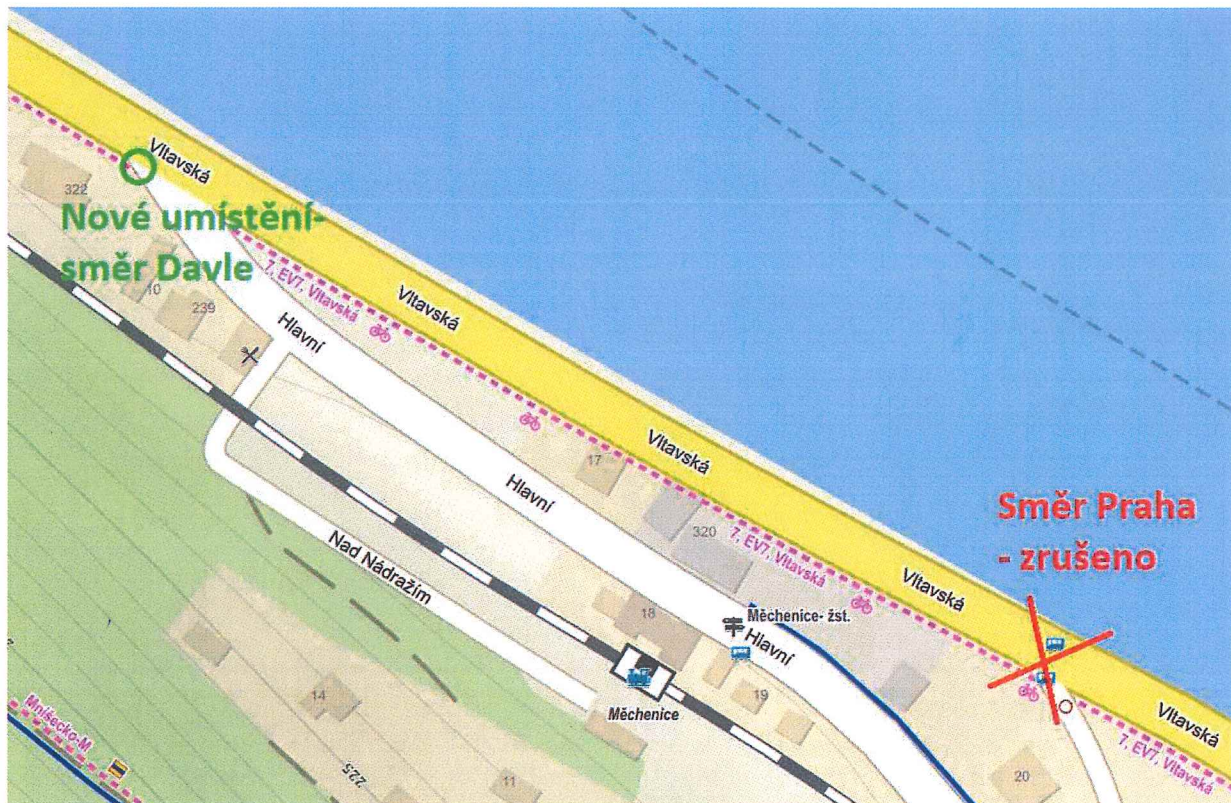 Vltavská
322
Nové umístění-
směr Davle
10
239
7, EV7, Vltavská
Vltavská
Hlavní
17
Vltavská
Hlavní
320
7, EV7, Vltavská
Směr Praha
- zrušeno
Nad Nádražím
Vltavská
18
Měchenice- žst.
Hlavní
14
Měchenice
19
Mníšecko-M
225
11
20
Vltavská
7, EV7, Vltavská